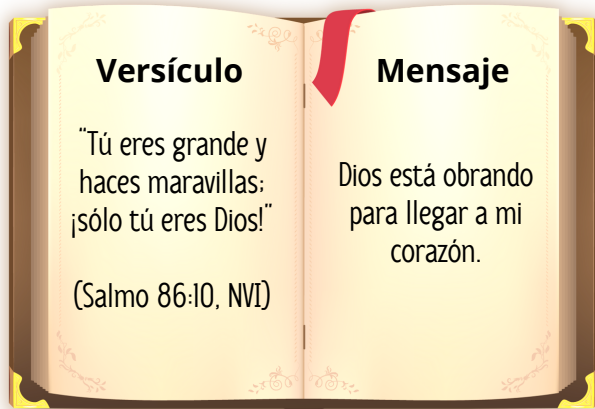 Versículo
"Tú eres grande y
haces maravillas;
¡sólo tú eres Dios!"
(Salmo 86:10, NVI)
Mensaje
Dios está obrando
para llegar a mi
corazón.